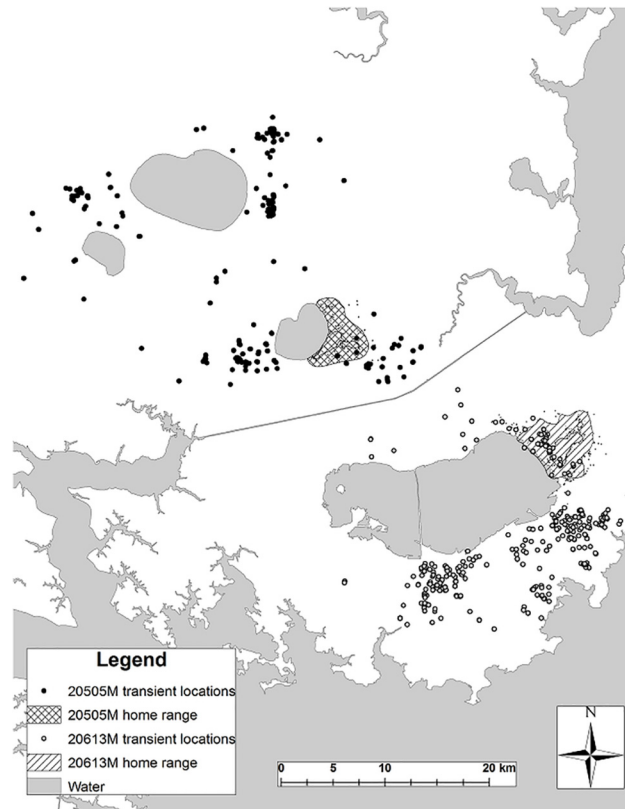 Legend
20505M transient locations
20505M home range
20613M transient locations
20613M home range
Water
N
0 5 10 20 km